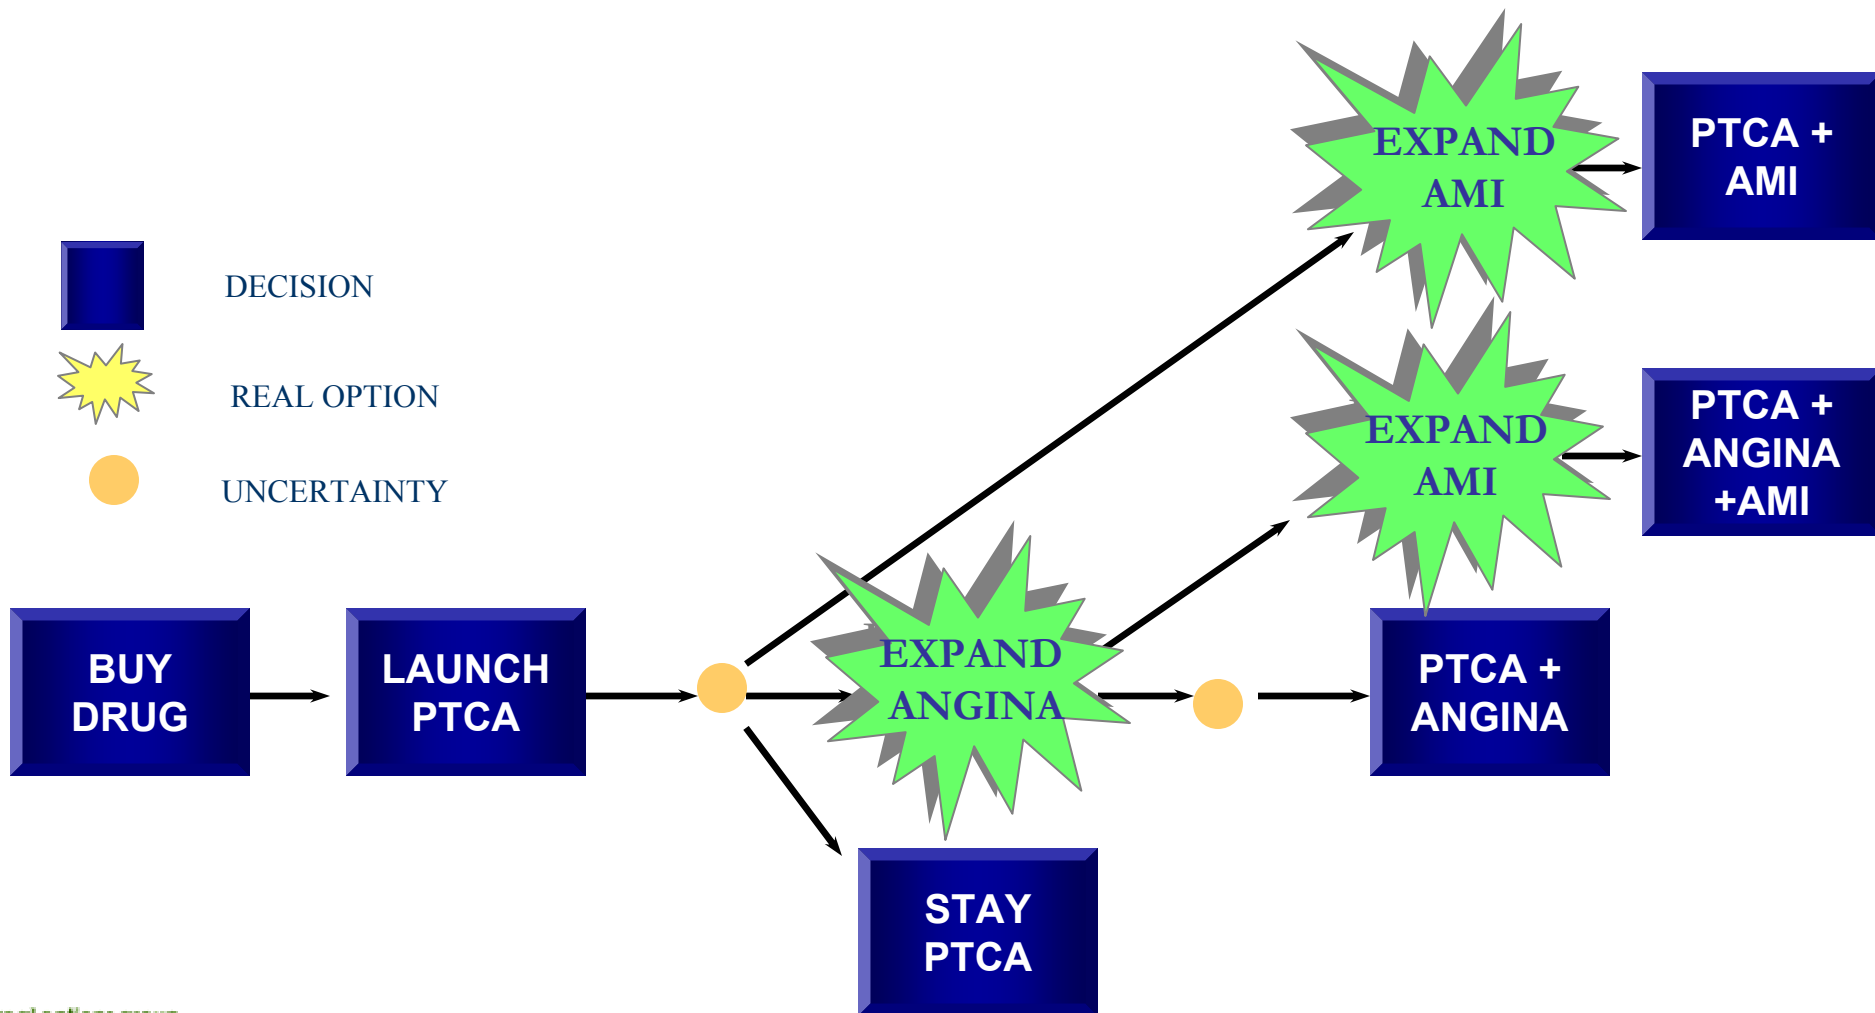 EXPAND
AMI
PTCA +
AMI
DECISION
REAL OPTION
UNCERTAINTY
EXPAND
AMI
PTCA +
ANGINA
+AMI
BUY
DRUG
LAUNCH
PTCA
EXPAND
ANGINA
PTCA +
ANGINA
STAY
PTCA